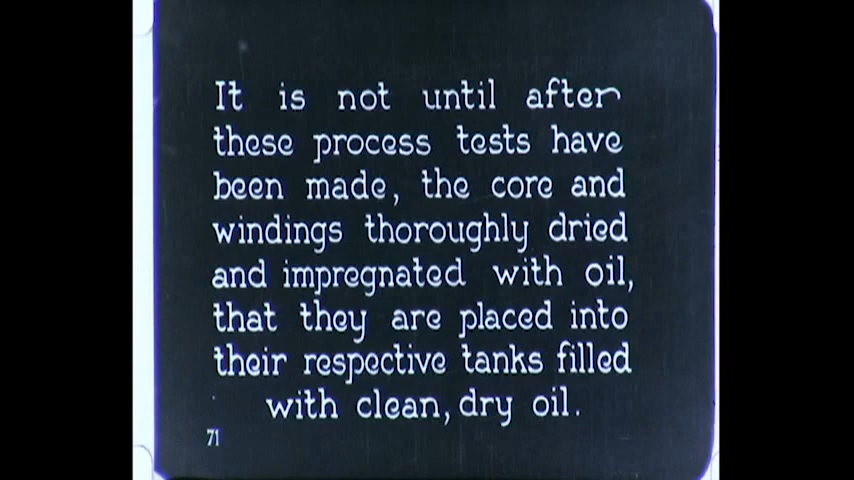 It is not until after
these process tests have
been made, the core and
windings thoroughly dried
and impregnated with oil,
that they are placed into
their respective tanks filled
with clean, dry oil.
71